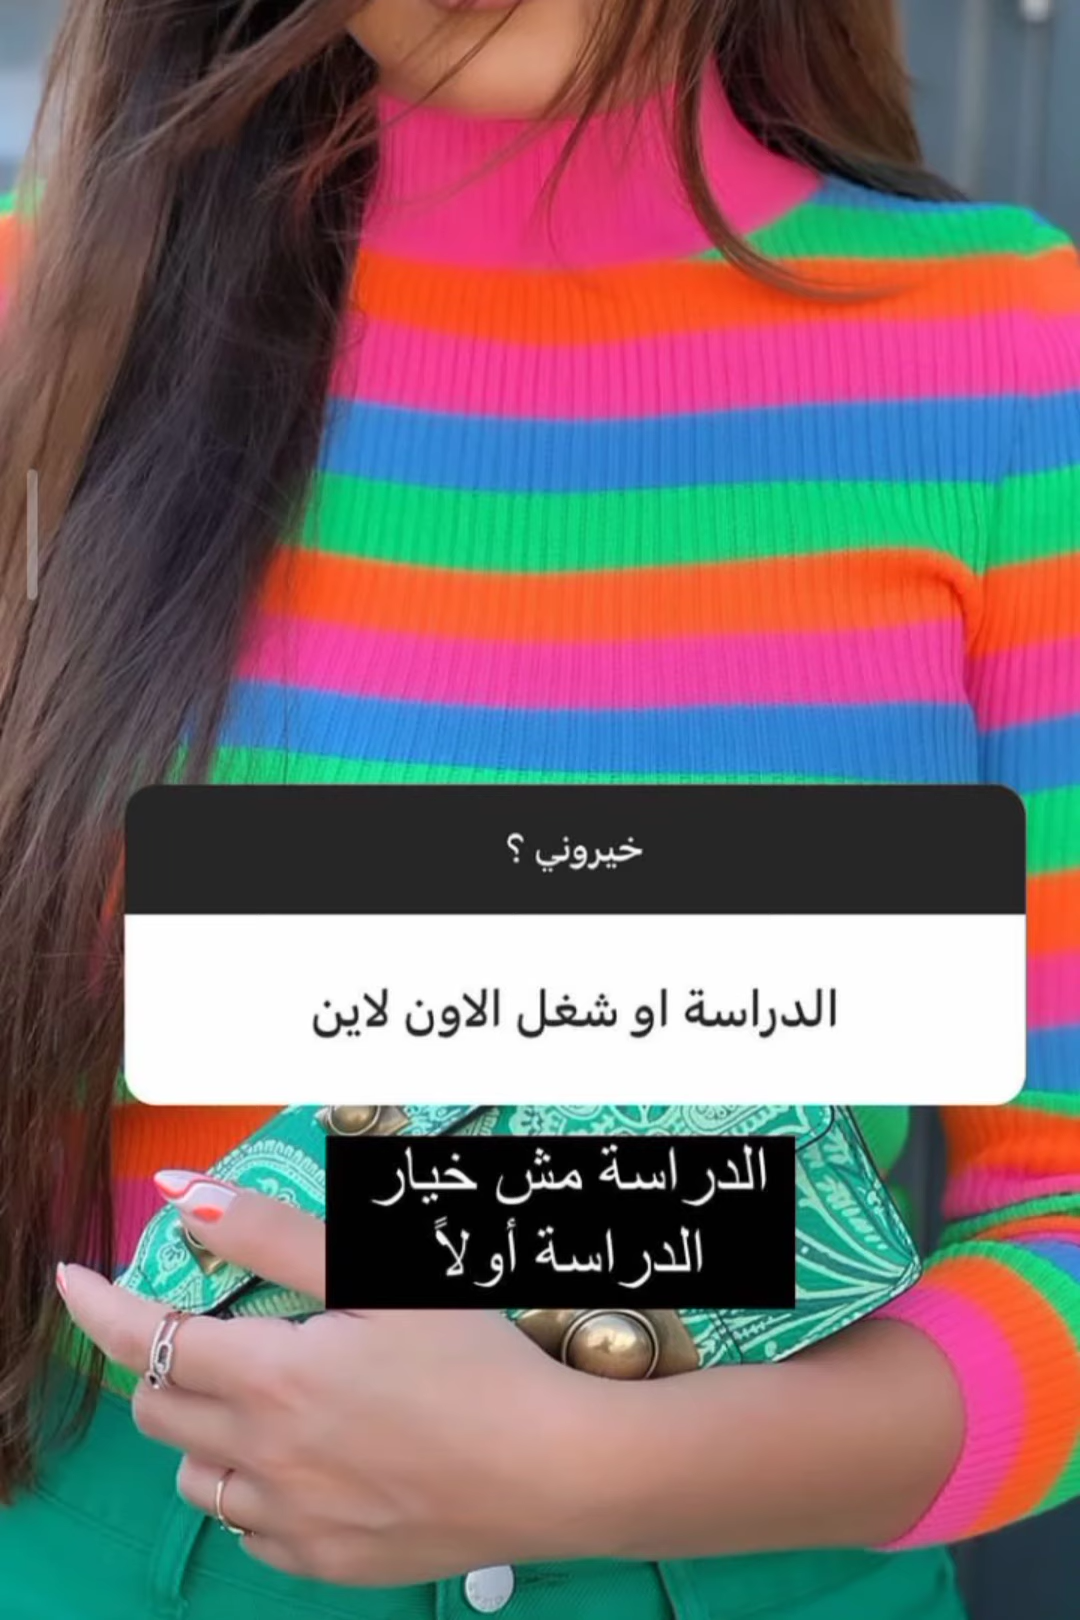 خيروني ؟
الدراسة او شغل الاون لاين
الدراسة مش خيار
الدراسة أولاً